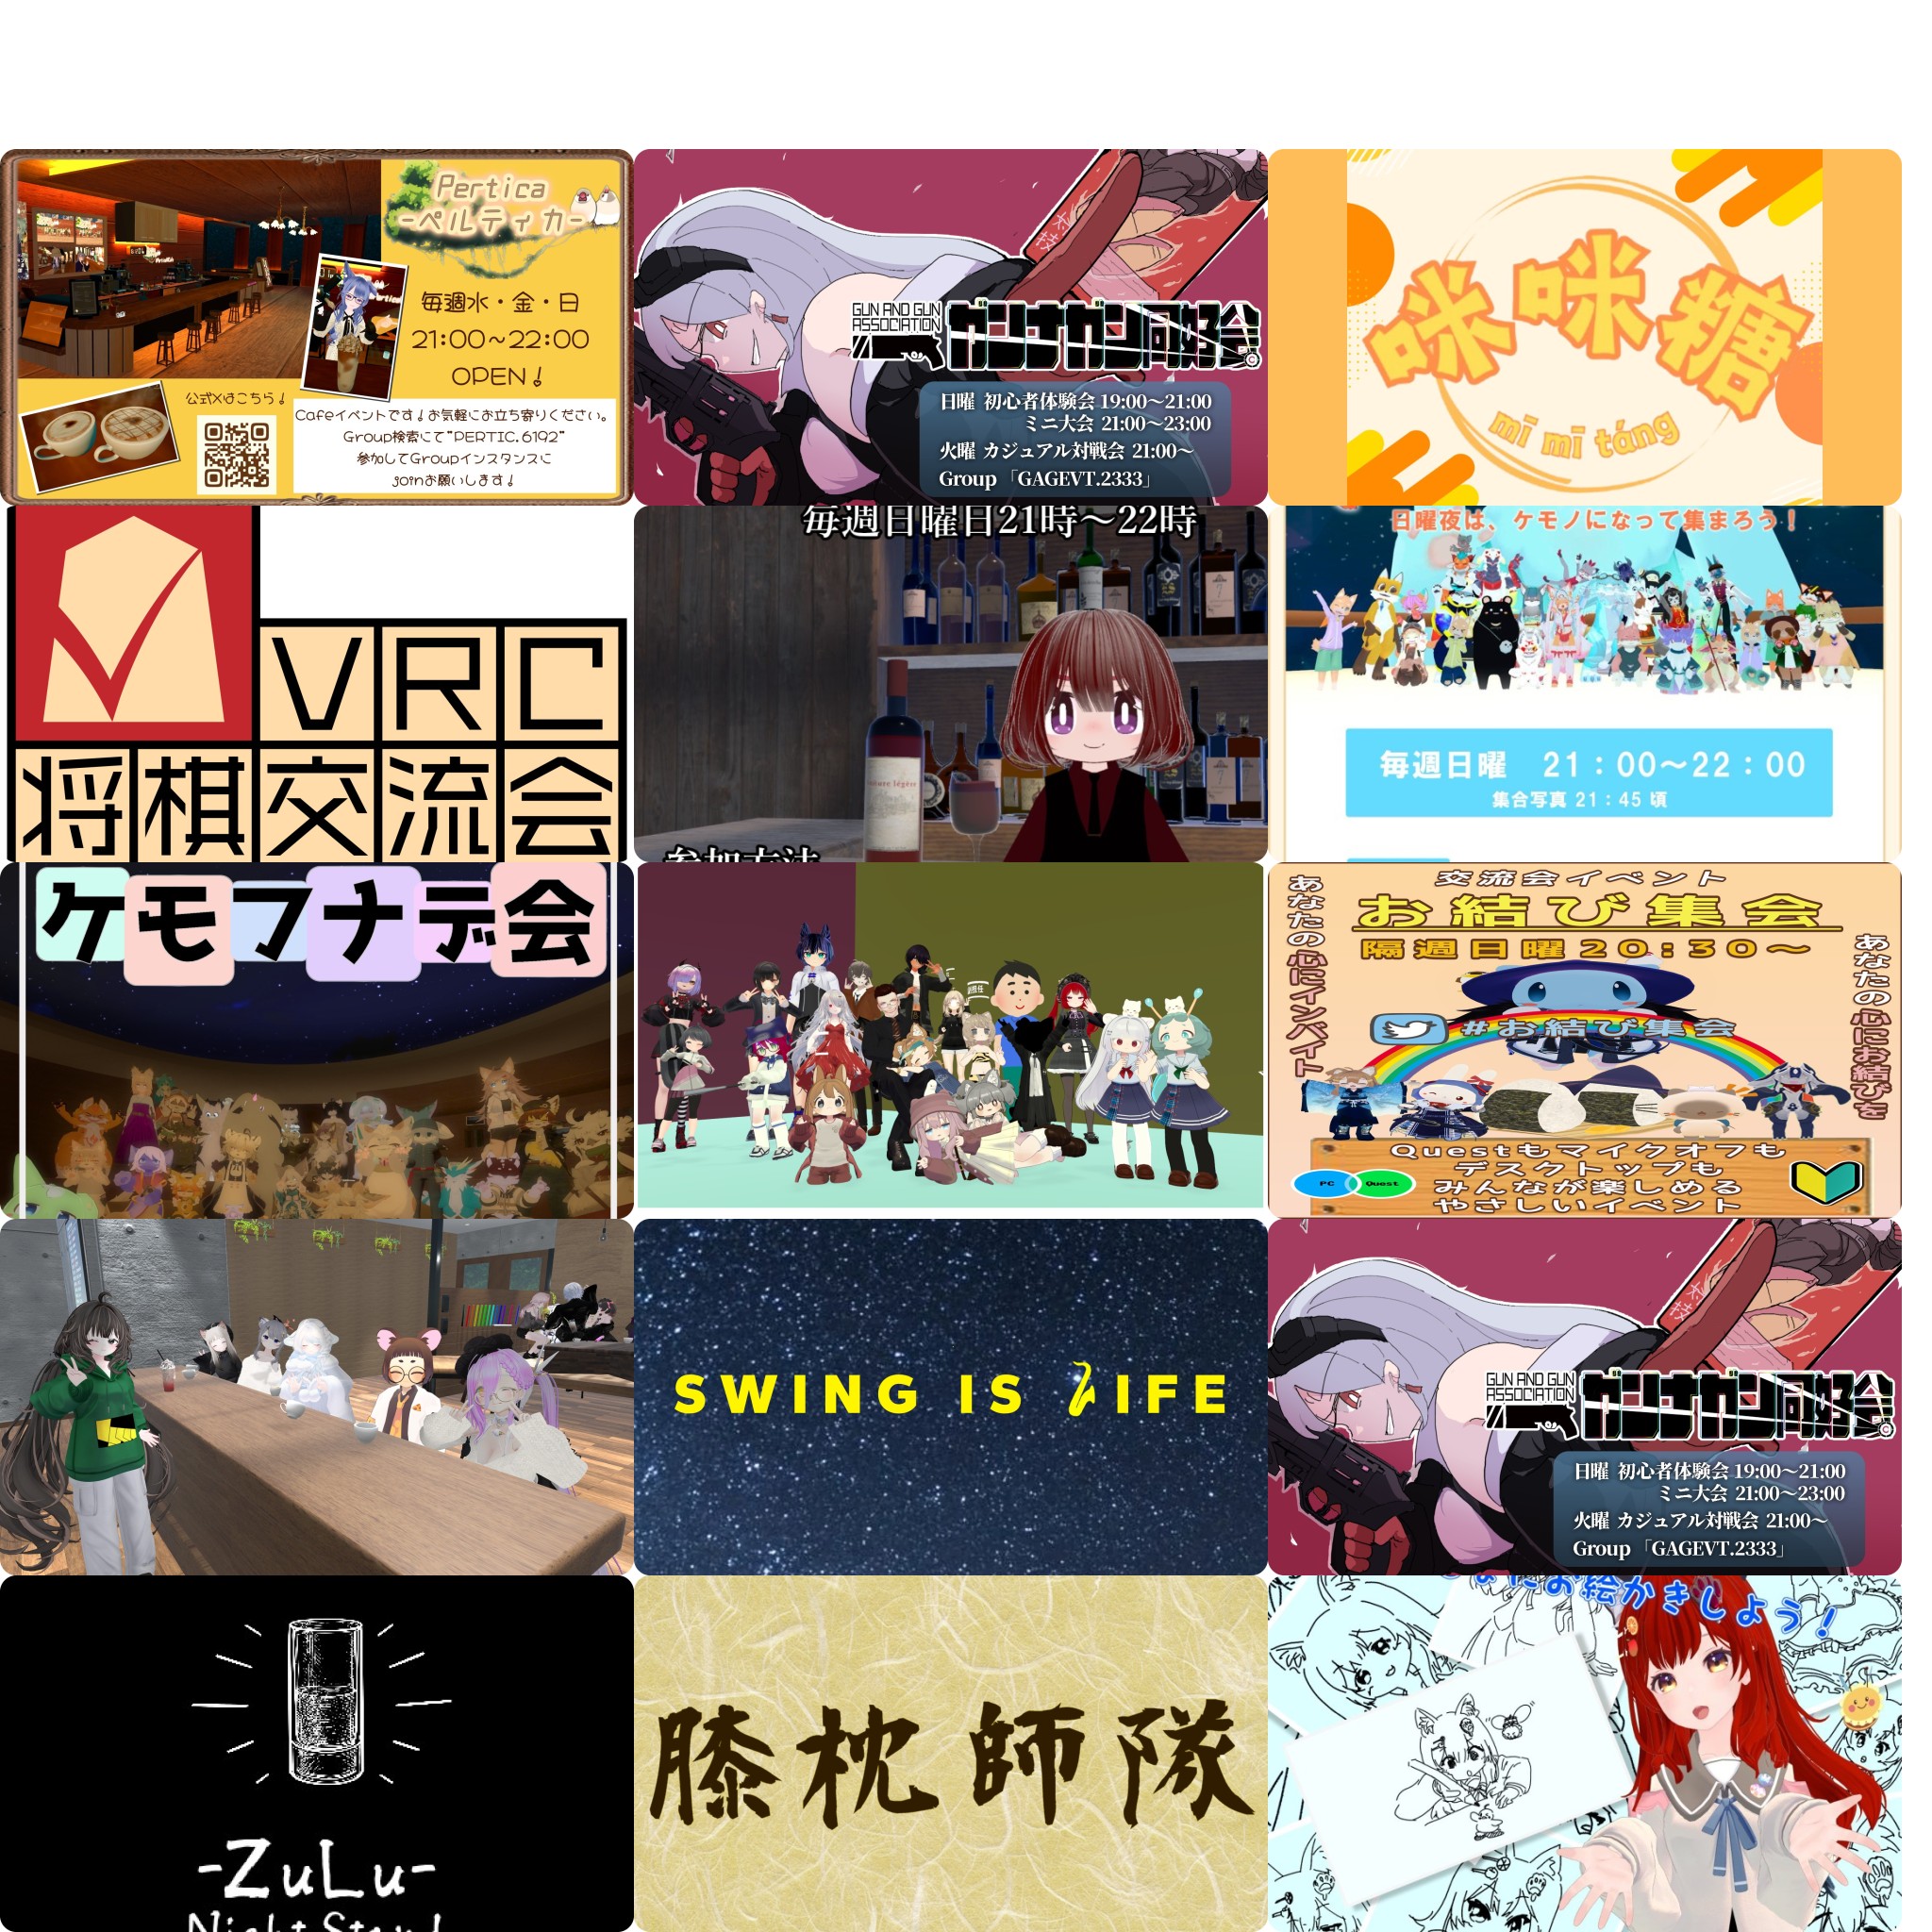 Pertica
-ペルティカ-
毎週水・金・日
21:00~22:00
OPEN!
公式Xはこちら!
Cafeイベントです!お気軽にお立ち寄りください。
Group検索にて"PERTIC.6192"
参加してGroupインスタンスに
joinお願いします!
GUN AND GUN
ASSOCIATION
ガンナガン同好会
日曜 初心者体験会 19:00~21:00
ミニ大会 21:00~23:00
火曜 カジュアル対戦会 21:00~
Group「GAGEVT.2333」
咪咪糖
mī mī táng
VRC
将棋交流会
毎週日曜日21時~22時
参加方法
日曜夜は、ケモノになって集まろう!
毎週日曜 21:00~22:00
集合写真 21:45 頃
ケモフナデ会
交流会イベント
お結び集会
隔週日曜20:30~
あなたの心にインバイト
あなたの心にお結びを
#お結び集会
Questもマイクオフも
デスクトップも
みんなが楽しめる
やさしいイベント
PC
Quest
SWING IS LIFE
GUN AND GUN
ASSOCIATION
ガンナガン同好会
日曜 初心者体験会 19:00~21:00
ミニ大会 21:00~23:00
火曜 カジュアル対戦会 21:00~
Group「GAGEVT.2333」
-ZuLu-
膝枕師隊
お絵かきしよう!